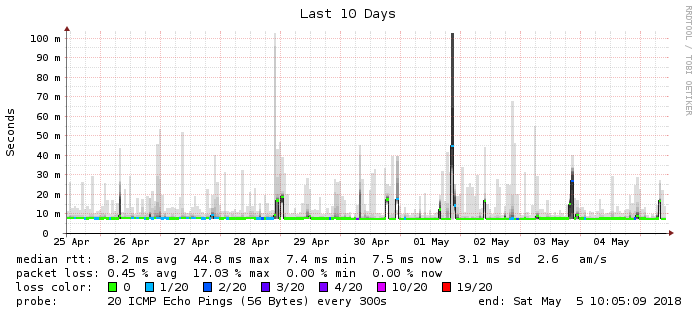 Last 10 Days
RRDTOOL / TOBI OETIKER
Seconds
100 m
90 m
80 m
70 m
60 m
50 m
40 m
30 m
20 m
10 m
0
25 Apr 26 Apr 27 Apr 28 Apr 29 Apr 30 Apr 01 May 02 May 03 May 04 May
median rtt: 8.2 ms avg 44.8 ms max 7.4 ms min 7.5 ms now 3.1 ms sd 2.6 am/s
packet loss: 0.45 % avg 17.03 % max 0.00 % min 0.00 % now
loss color: 0 1/20 2/20 3/20 4/20 10/20 19/20
probe: 20 ICMP Echo Pings (56 Bytes) every 300s end: Sat May 5 10:05:09 2018